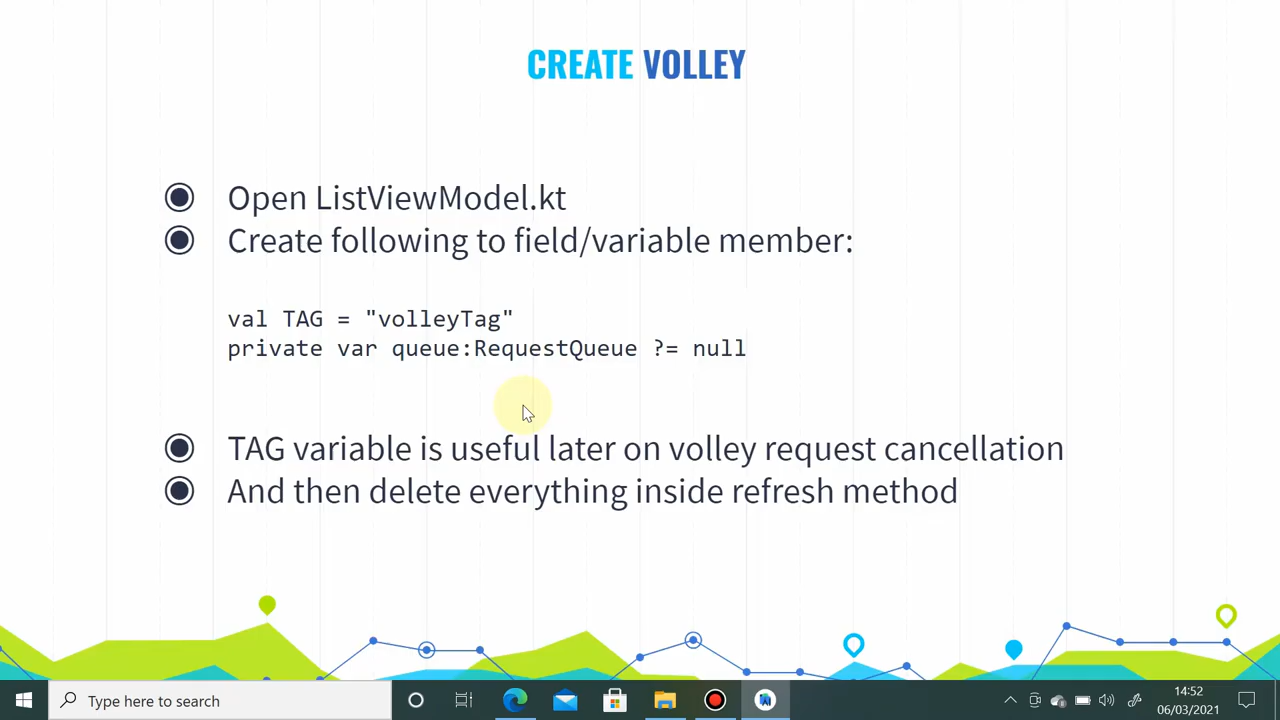 CREATE VOLLEY
Open ListViewModel.kt
Create following to field/variable member:
val TAG = "volleyTag"
private var queue:RequestQueue ?= null
TAG variable is useful later on volley request cancellation
And then delete everything inside refresh method
Type here to search
14:52
06/03/2021